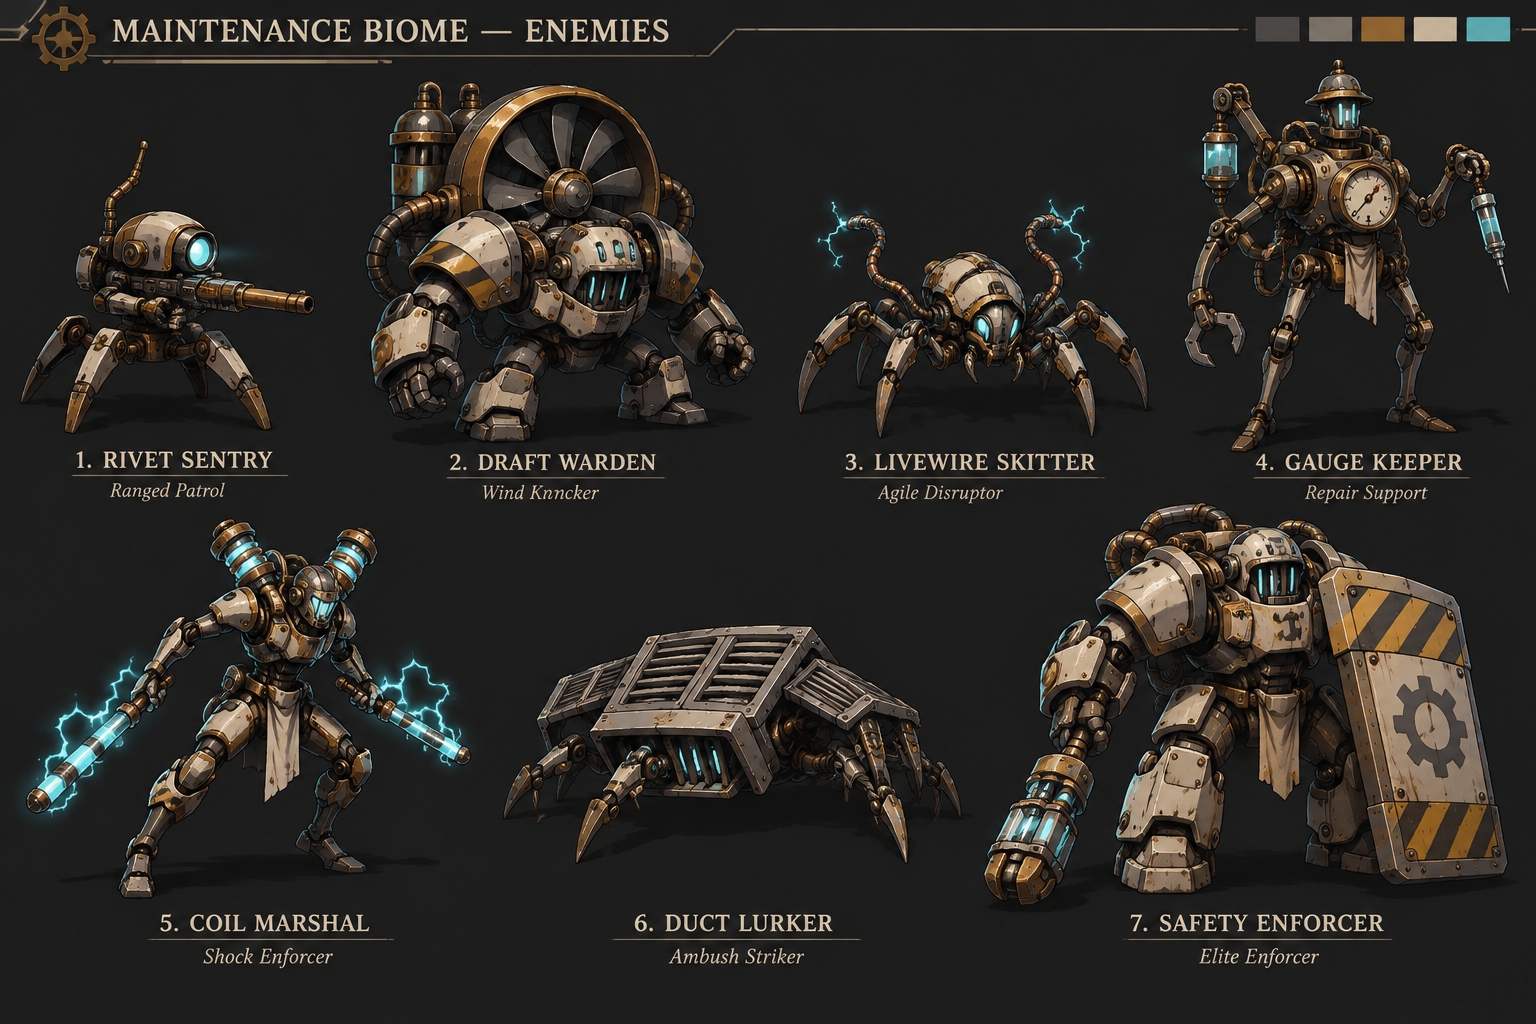 MAINTENANCE BIOME — ENEMIES
1. RIVET SENTRY
Ranged Patrol
2. DRAFT WARDEN
Wind Knncker
3. LIVEWIRE SKITTER
Agile Disruptor
4. GAUGE KEEPER
Repair Support
5. COIL MARSHAL
Shock Enforcer
6. DUCT LURKER
Ambush Striker
7. SAFETY ENFORCER
Elite Enforcer